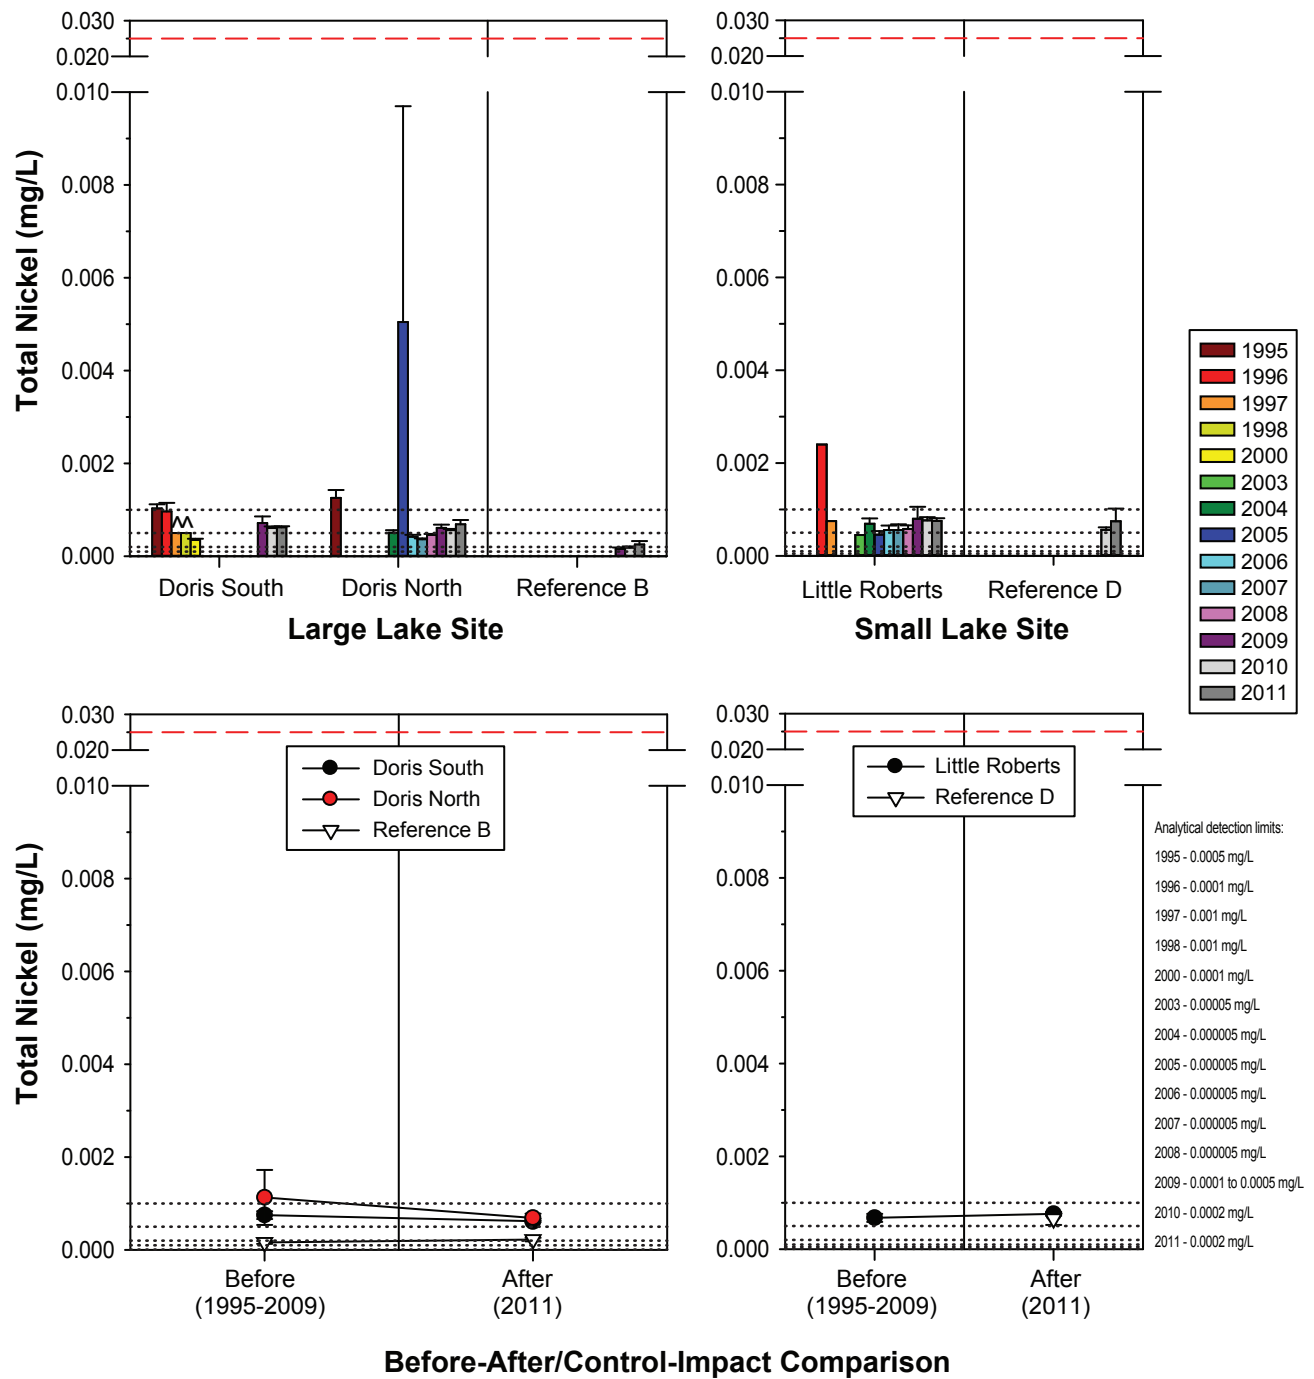 0.030
0.020
0.010
0.008
0.006
0.004
0.002
0.000
Total Nickel (mg/L)
^^
Doris South
Doris North
Reference B
Large Lake Site
0.030
0.020
0.010
0.008
0.006
0.004
0.002
0.000
Little Roberts
Reference D
Small Lake Site
1995
1996
1997
1998
2000
2003
2004
2005
2006
2007
2008
2009
2010
2011
0.030
0.020
0.010
0.008
0.006
0.004
0.002
0.000
Total Nickel (mg/L)
Doris South
Doris North
Reference B
Before
(1995-2009)
After
(2011)
0.030
0.020
0.010
0.008
0.006
0.004
0.002
0.000
Little Roberts
Reference D
Before
(1995-2009)
After
(2011)
Analytical detection limits:
1995 - 0.0005 mg/L
1996 - 0.0001 mg/L
1997 - 0.001 mg/L
1998 - 0.001 mg/L
2000 - 0.0001 mg/L
2003 - 0.00005 mg/L
2004 - 0.000005 mg/L
2005 - 0.000005 mg/L
2006 - 0.000005 mg/L
2007 - 0.000005 mg/L
2008 - 0.000005 mg/L
2009 - 0.0001 to 0.0005 mg/L
2010 - 0.0002 mg/L
2011 - 0.0002 mg/L
Before-After/Control-Impact Comparison